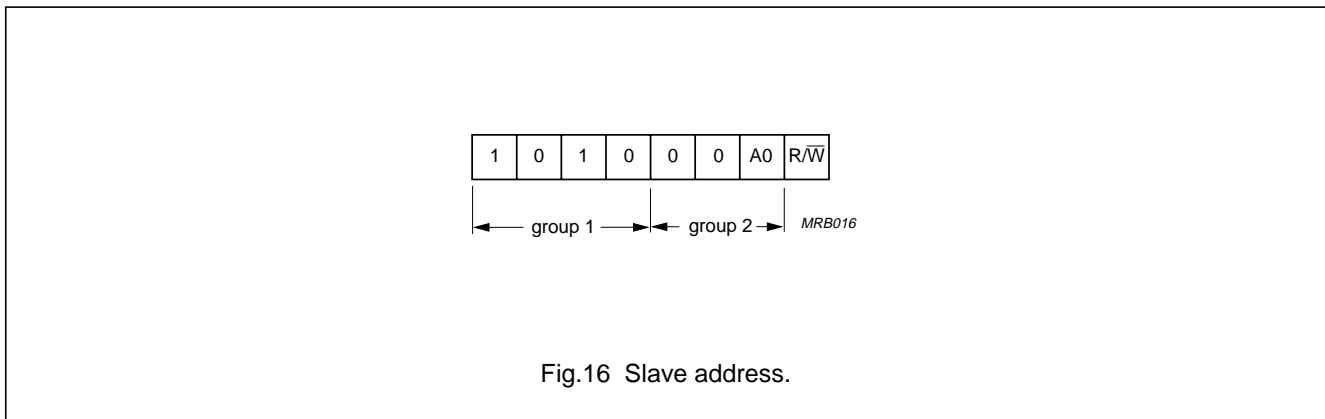 1 0 1 0 0 0 A0 R/W̅
group 1 group 2 MRB016
Fig.16 Slave address.